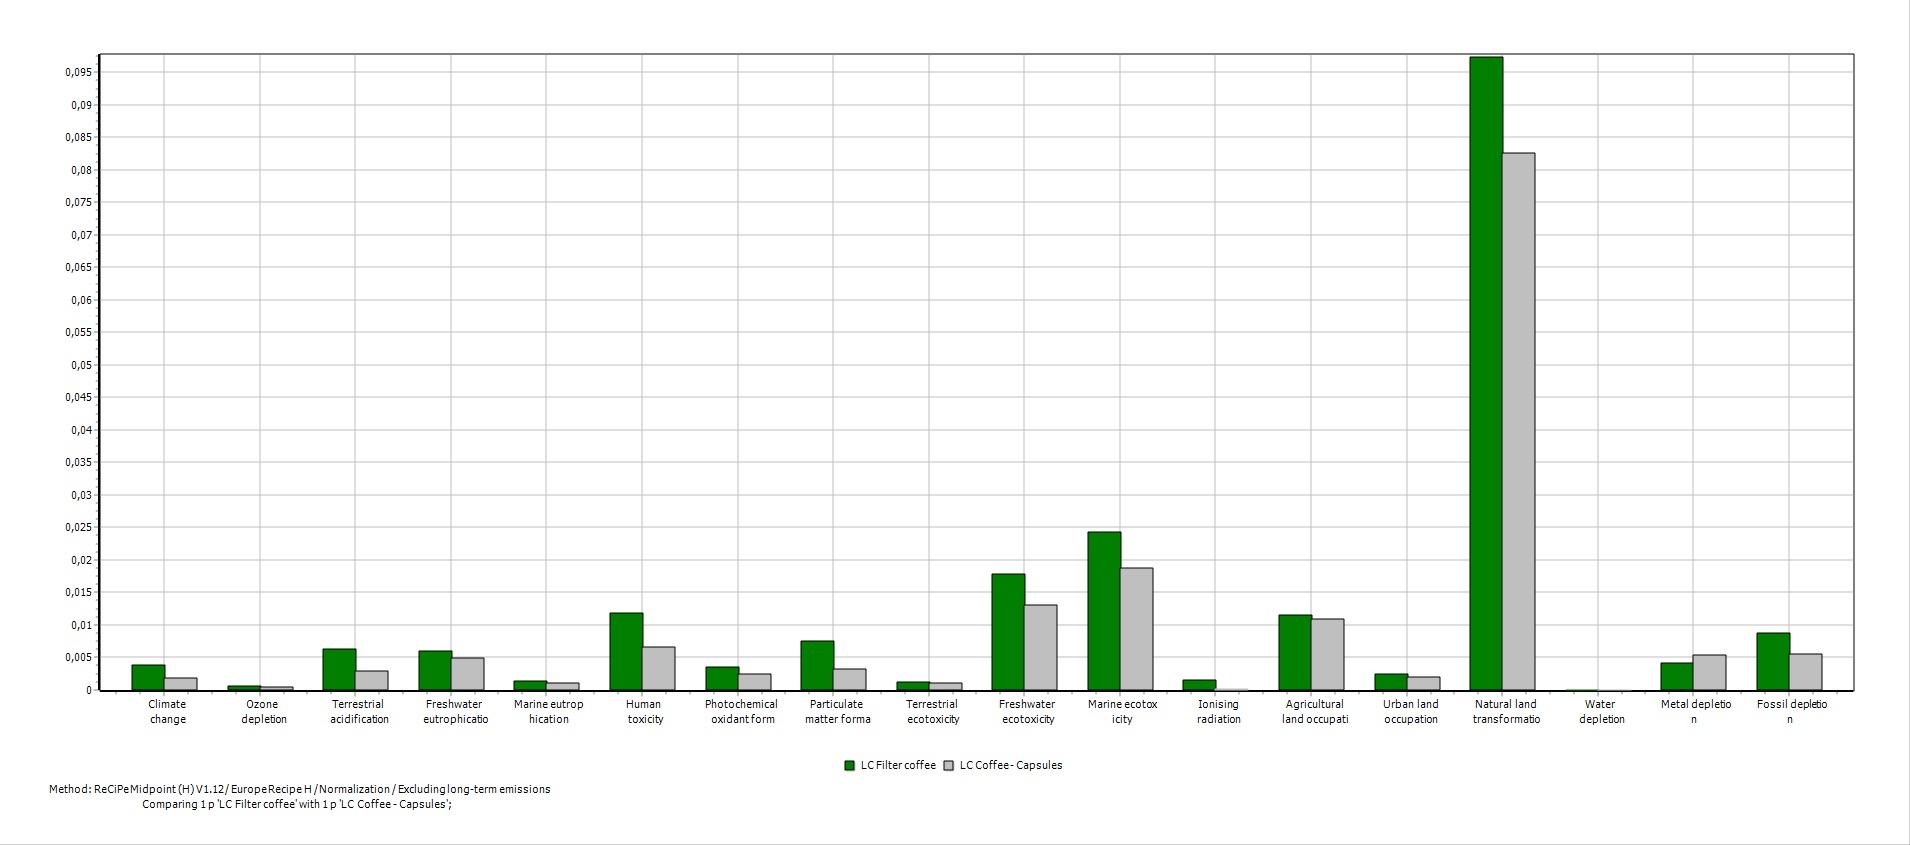 0,095
0,09
0,085
0,08
0,075
0,07
0,065
0,06
0,055
0,05
0,045
0,04
0,035
0,03
0,025
0,02
0,015
0,01
0,005
0
Climate
change
Ozone
depletion
Terrestrial
acidification
Freshwater
eutrophicatio
Marine eutrop
hication
Human
toxicity
Photochemical
oxidant form
Particulate
matter forma
Terrestrial
ecotoxicity
Freshwater
ecotoxicity
Marine ecotox
icity
Ionising
radiation
Agricultural
land occupati
Urban land
occupation
Natural land
transformatio
Water
depletion
Metal depletio
n
Fossil depletio
n
LC Filter coffee LC Coffee - Capsules
Method: ReCiPe Midpoint (H) V1.12 / Europe Recipe H / Normalization / Excluding long-term emissions
Comparing 1 p 'LC Filter coffee' with 1 p 'LC Coffee - Capsules';